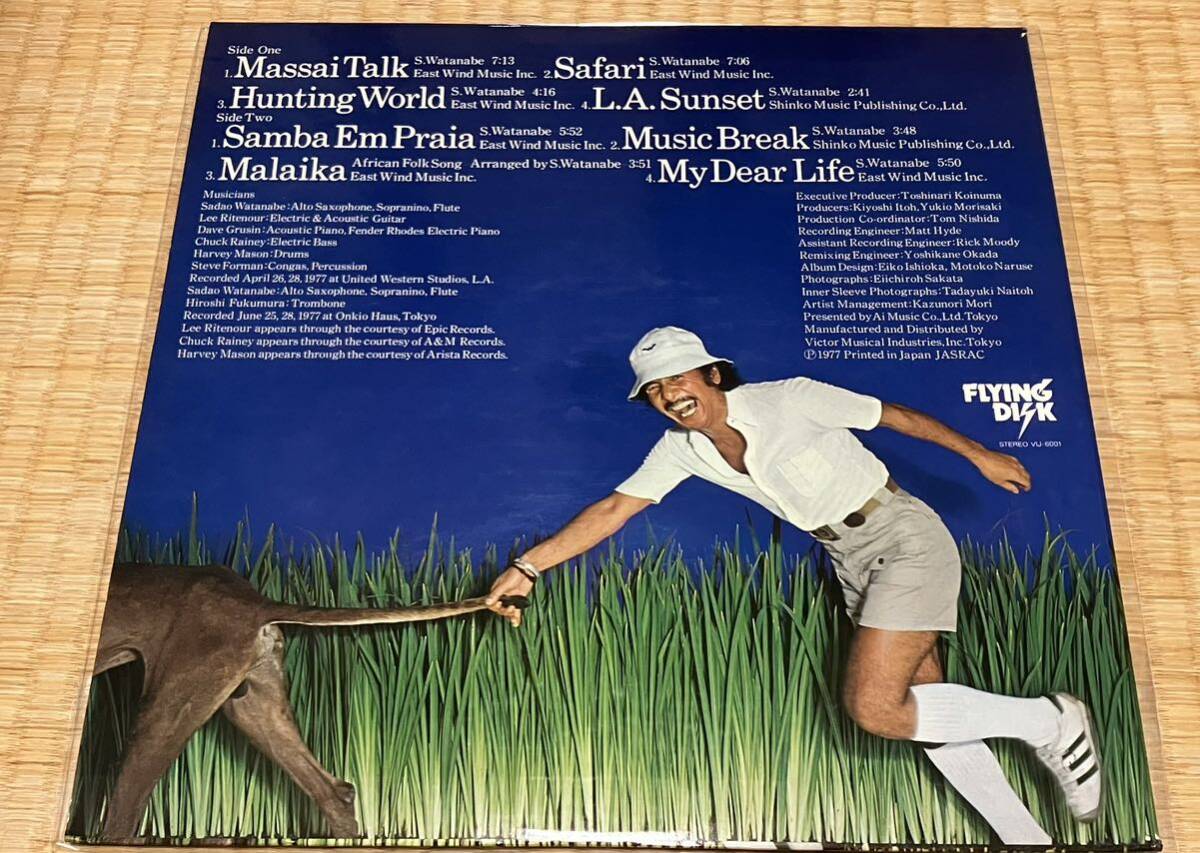 Side One
1. Massai Talk S.Watanabe 7:13 East Wind Music Inc. 2. Safari S.Watanabe 7:06 East Wind Music Inc.
3. Hunting World S.Watanabe 4:16 East Wind Music Inc. 4. L.A. Sunset S.Watanabe 2:41 Shinko Music Publishing Co.,Ltd.
Side Two
1. Samba Em Praia S.Watanabe 5:52 East Wind Music Inc. 2. Music Break S.Watanabe 3:48 Shinko Music Publishing Co.,Ltd.
3. Malaika African Folk Song Arranged by S.Watanabe 3:51 East Wind Music Inc. 4. My Dear Life S.Watanabe 5:50 East Wind Music Inc.
Musicians
Sadao Watanabe:Alto Saxophone, Sopranino, Flute
Lee Ritenour:Electric & Acoustic Guitar
Dave Grusin:Acoustic Piano, Fender Rhodes Electric Piano
Chuck Rainey:Electric Bass
Harvey Mason:Drums
Steve Forman:Congas, Percussion
Recorded April 26, 28, 1977 at United Western Studios, L.A.
Sadao Watanabe:Alto Saxophone, Sopranino, Flute
Hiroshi Fukumura:Trombone
Recorded June 25, 28, 1977 at Onkio Haus, Tokyo
Lee Ritenour appears through the courtesy of Epic Records.
Chuck Rainey appears through the courtesy of A&M Records.
Harvey Mason appears through the courtesy of Arista Records.
Executive Producer:Toshinari Koinuma
Producers:Kiyoshi Itoh, Yukio Morisaki
Production Co-ordinator:Tom Nishida
Recording Engineer:Matt Hyde
Assistant Recording Engineer:Rick Moody
Remixing Engineer:Yoshikane Okada
Album Design:Eiko Ishioka, Motoko Naruse
Photographs:Eiichiroh Sakata
Inner Sleeve Photographs:Tadayuki Naitoh
Artist Management:Kazunori Mori
Presented by Ai Music Co.,Ltd. Tokyo
Manufactured and Distributed by
Victor Musical Industries, Inc. Tokyo
Ⓟ1977 Printed in Japan JASRAC
FLYING
DISK
STEREO VIJ-6001